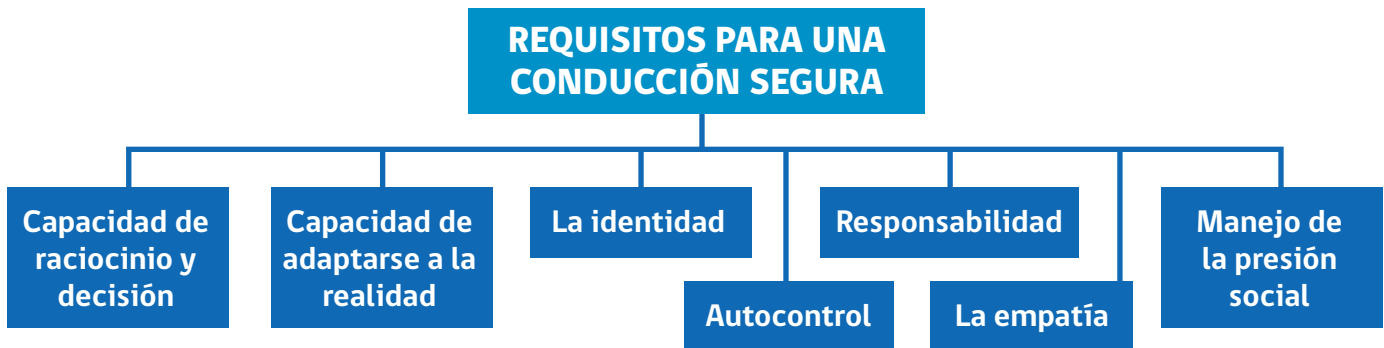 REQUISITOS PARA UNA
CONDUCCIÓN SEGURA
Capacidad de
raciocinio y
decisión
Capacidad de
adaptarse a la
realidad
La identidad
Autocontrol
Responsabilidad
La empatía
Manejo de
la presión
social